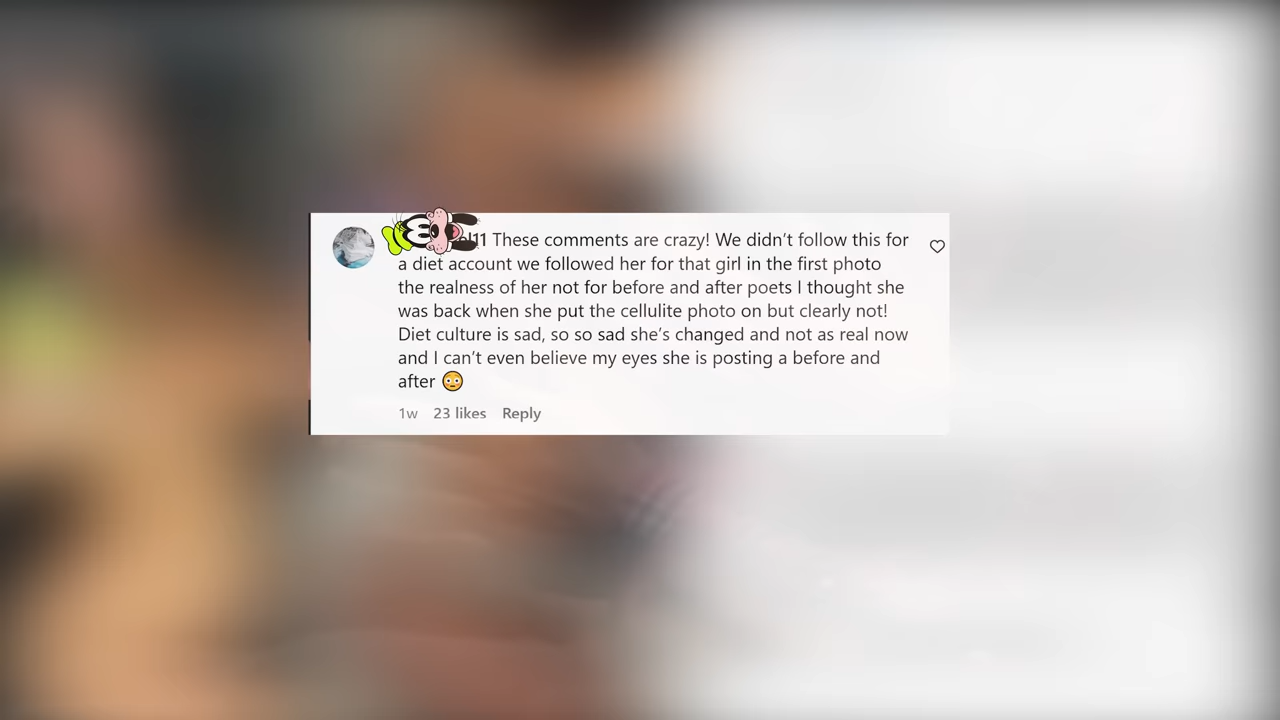 These comments are crazy! We didn't follow this for
a diet account we followed her for that girl in the first photo
the realness of her not for before and after poets I thought she
was back when she put the cellulite photo on but clearly not!
Diet culture is sad, so so sad she's changed and not as real now
and I can't even believe my eyes she is posting a before and
after 😳
1w 23 likes Reply